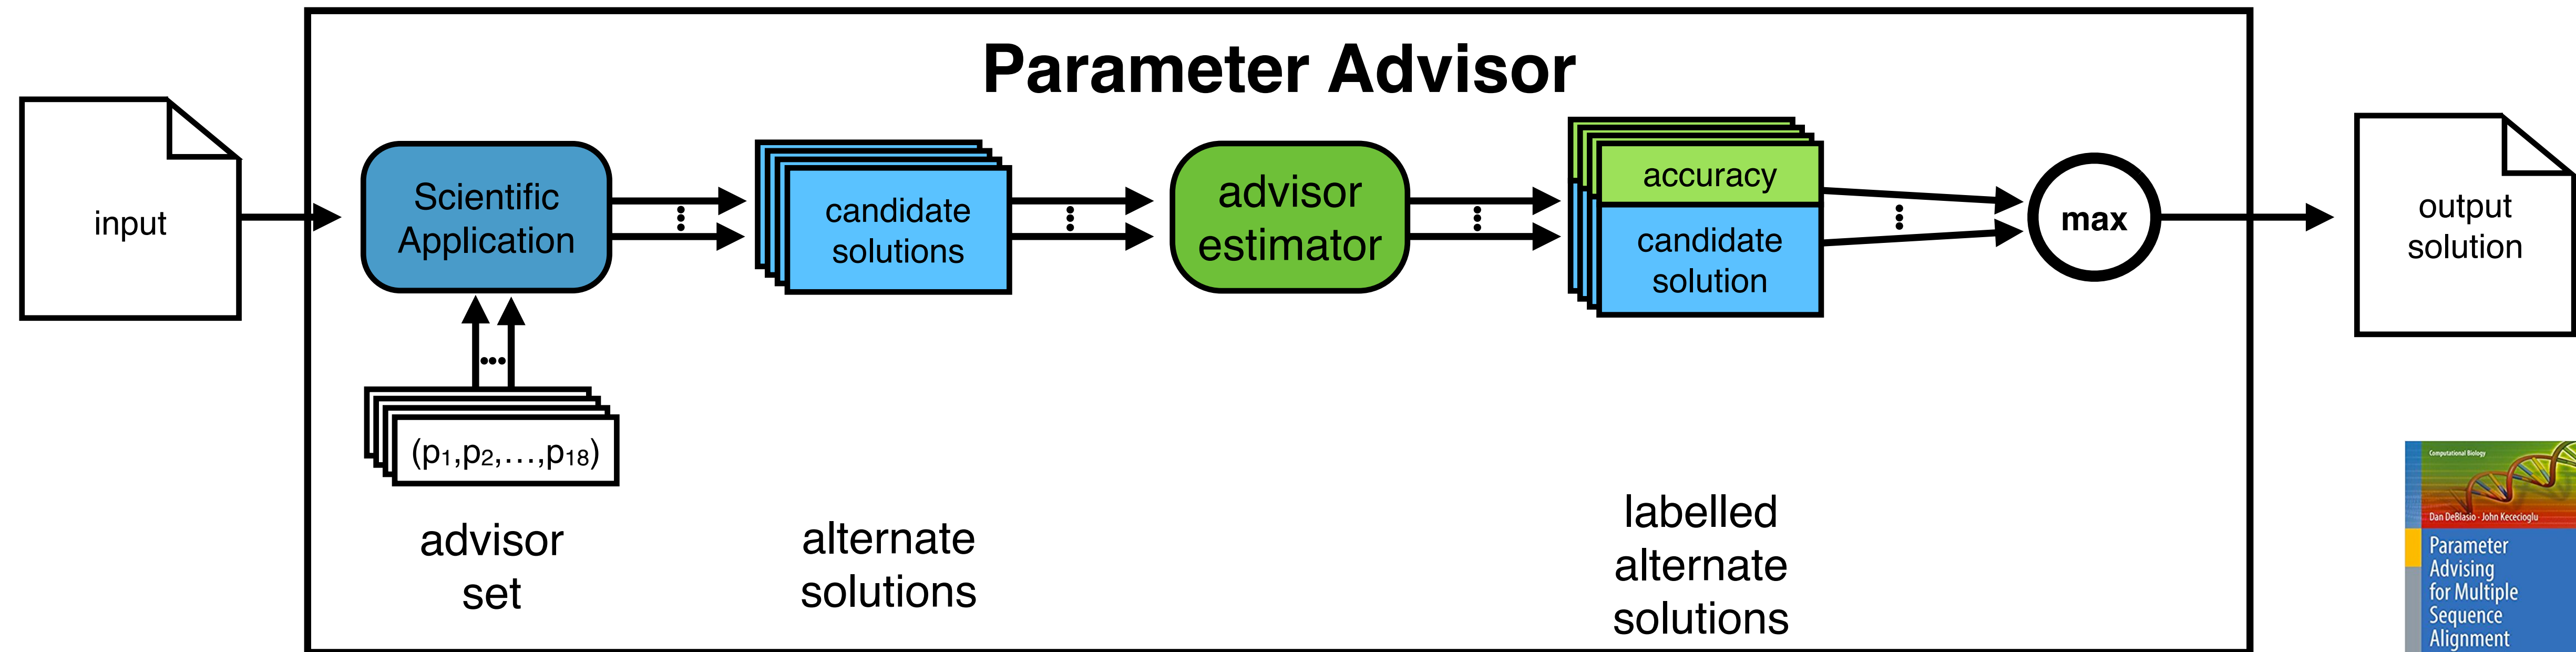 Parameter Advisor
input
Scientific
Application
(p₁,p₂,...,p₁₈)
advisor
set
candidate
solutions
alternate
solutions
advisor
estimator
accuracy
candidate
solution
labelled
alternate
solutions
max
output
solution
Computational Biology
Dan DeBlasio · John Kececioglu
Parameter
Advising
for Multiple
Sequence
Alignment